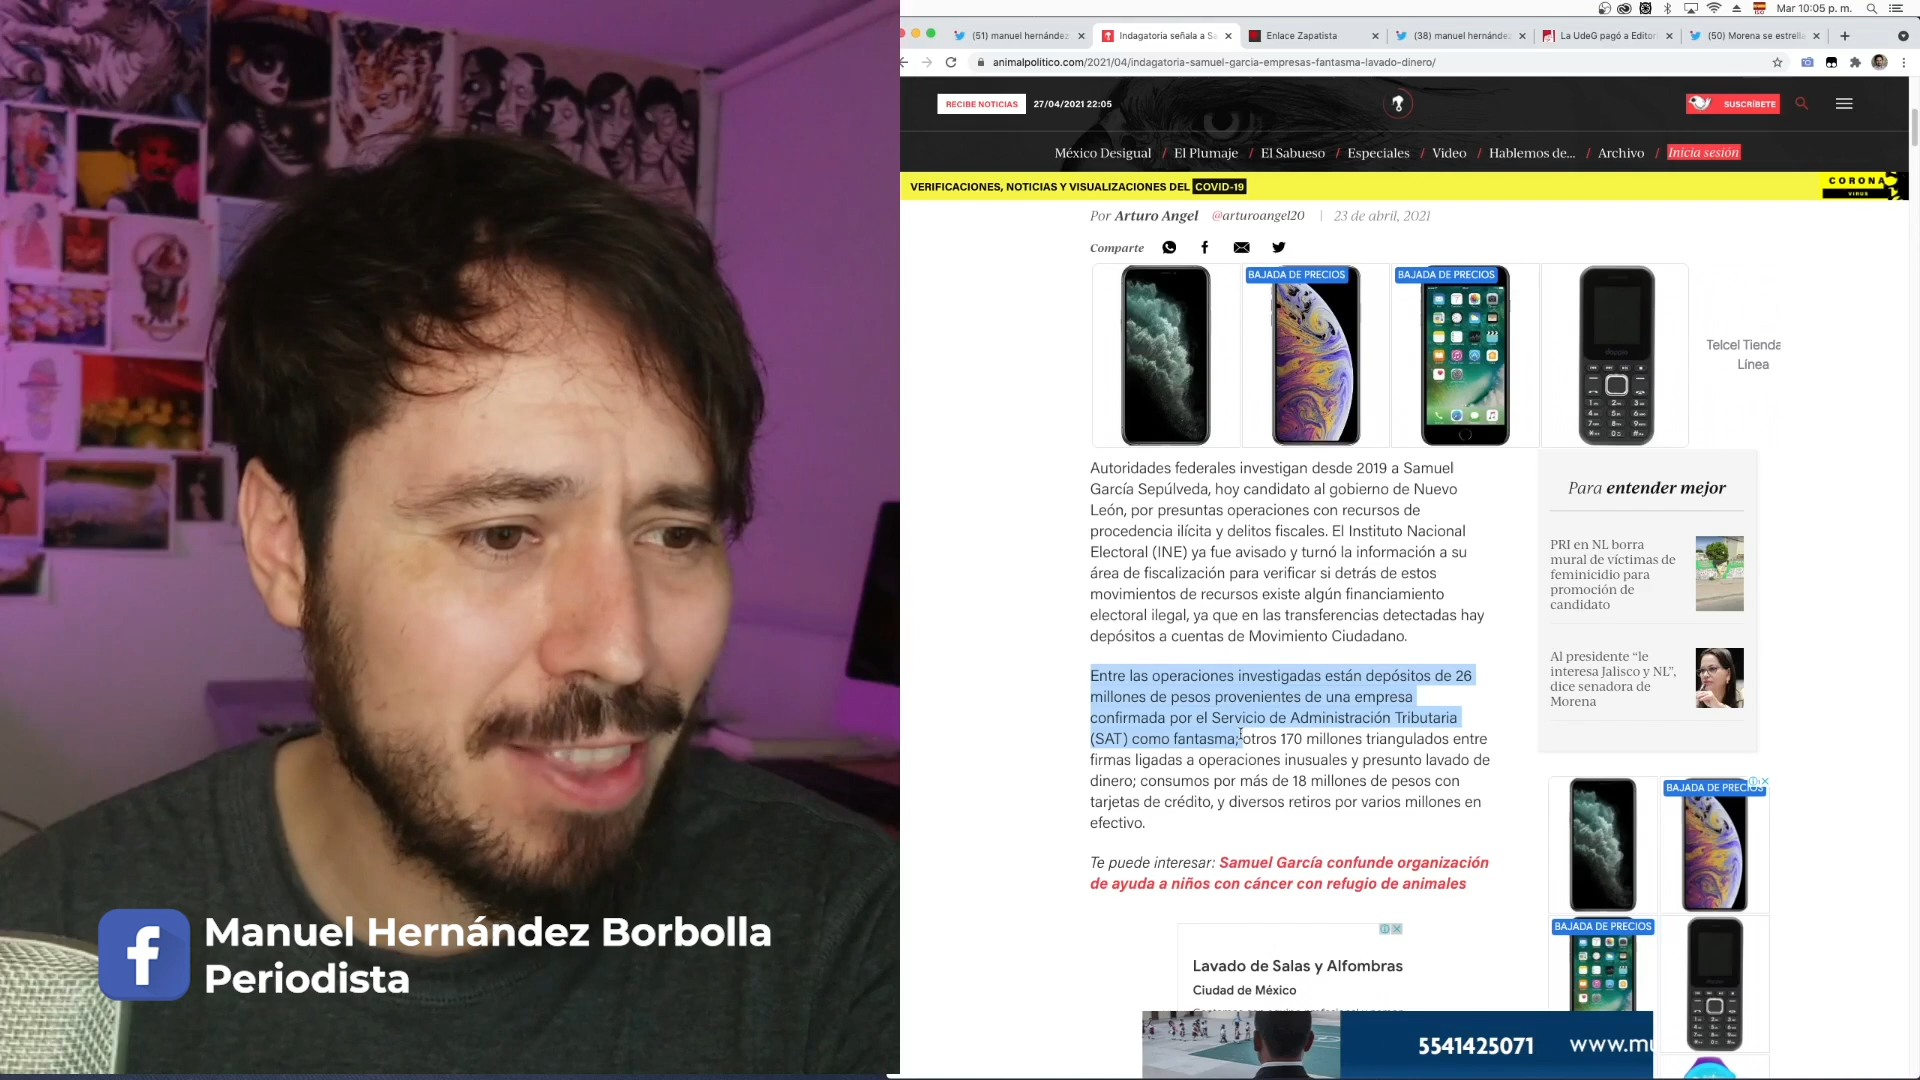 Mar 10:05 p. m.
(51) manuel hernández
Indagatoria señala a Sa
Enlace Zapatista
(38) manuel hernández
La UdeG pagó a Editori
(50) Morena se estrella
animalpolitico.com/2021/04/indagatoria-samuel-garcia-empresas-fantasma-lavado-dinero/
RECIBE NOTICIAS
27/04/2021 22:05
SUSCRÍBETE
México Desigual / El Plumaje / El Sabueso / Especiales / Video / Hablemos de... / Archivo / Inicia sesión
VERIFICACIONES, NOTICIAS Y VISUALIZACIONES DEL COVID-19
CORONA
VIRUS
Por Arturo Angel @arturoangel20 | 23 de abril, 2021
Comparte
BAJADA DE PRECIOS
BAJADA DE PRECIOS
Telcel Tienda
Línea
Autoridades federales investigan desde 2019 a Samuel
García Sepúlveda, hoy candidato al gobierno de Nuevo
León, por presuntas operaciones con recursos de
procedencia ilícita y delitos fiscales. El Instituto Nacional
Electoral (INE) ya fue avisado y turnó la información a su
área de fiscalización para verificar si detrás de estos
movimientos de recursos existe algún financiamiento
electoral ilegal, ya que en las transferencias detectadas hay
depósitos a cuentas de Movimiento Ciudadano.
Entre las operaciones investigadas están depósitos de 26
millones de pesos provenientes de una empresa
confirmada por el Servicio de Administración Tributaria
(SAT) como fantasma; otros 170 millones triangulados entre
firmas ligadas a operaciones inusuales y presunto lavado de
dinero; consumos por más de 18 millones de pesos con
tarjetas de crédito, y diversos retiros por varios millones en
efectivo.
Te puede interesar: Samuel García confunde organización
de ayuda a niños con cáncer con refugio de animales
Para entender mejor
PRI en NL borra
mural de víctimas de
feminicidio para
promoción de
candidato
Al presidente “le
interesa Jalisco y NL”,
dice senadora de
Morena
BAJADA DE PRECIOS
BAJADA DE PRECIOS
Lavado de Salas y Alfombras
Ciudad de México
5541425071
www.mu
Manuel Hernández Borbolla
Periodista